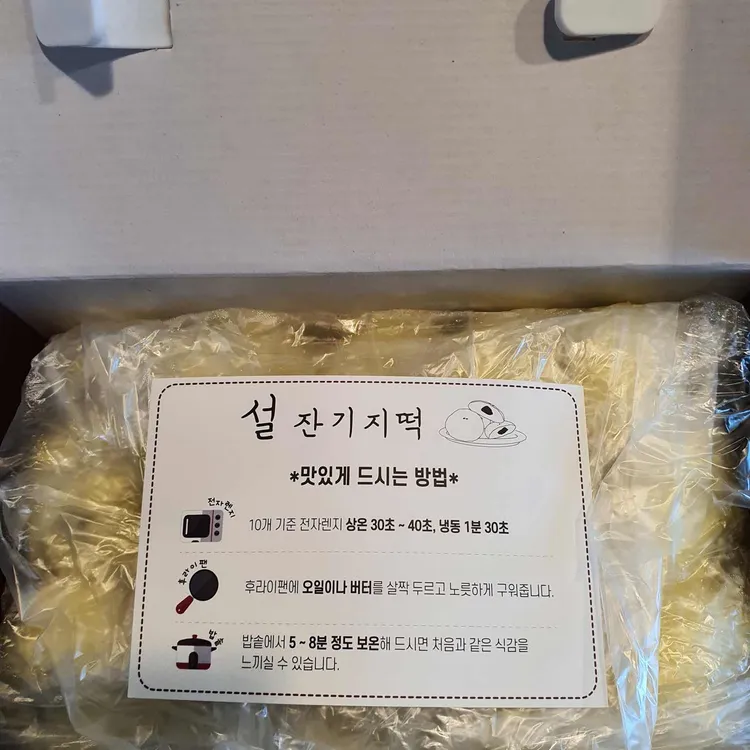 설 잔기지떡
*맛있게 드시는 방법*
전자렌지
10개 기준 전자렌지 상온 30초 ~ 40초, 냉동 1분 30초
후라이팬
후라이팬에 오일이나 버터를 살짝 두르고 노릇하게 구워줍니다.
밥솥
밥솥에서 5 ~ 8분 정도 보온해 드시면 처음과 같은 식감을
느끼실 수 있습니다.